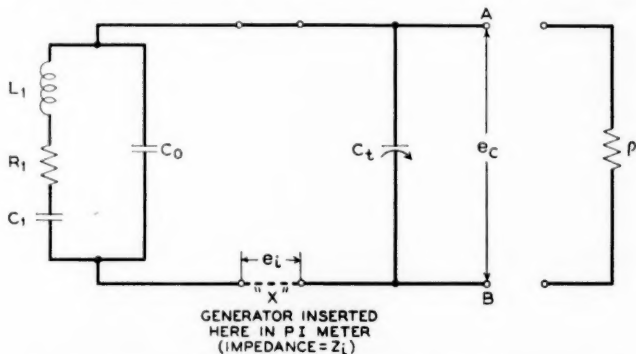 A
L1
R1
C1
C0
Ct
ec
ρ
ei
"X"
B
GENERATOR INSERTED
HERE IN PI METER
(IMPEDANCE=Zi)